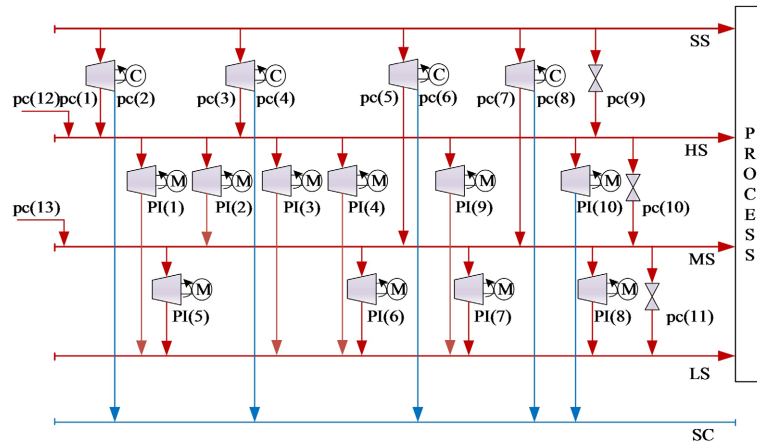 SS
C C C C
pc(12) pc(1) pc(2) pc(3) pc(4) pc(5) pc(6) pc(7) pc(8) pc(9)
HS
M M M M M M
PI(1) PI(2) PI(3) PI(4) PI(9) PI(10) pc(10)
pc(13)
MS
M M M M
PI(5) PI(6) PI(7) PI(8) pc(11)
LS
SC
PROCESS